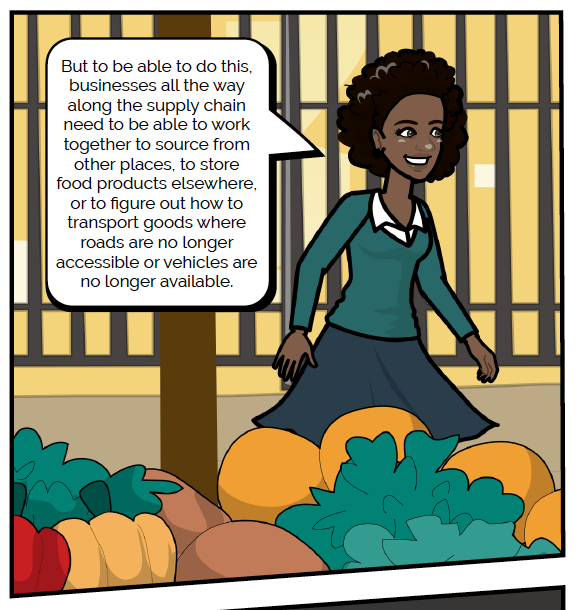 But to be able to do this,
businesses all the way
along the supply chain
need to be able to work
together to source from
other places, to store
food products elsewhere,
or to figure out how to
transport goods where
roads are no longer
accessible or vehicles are
no longer available.